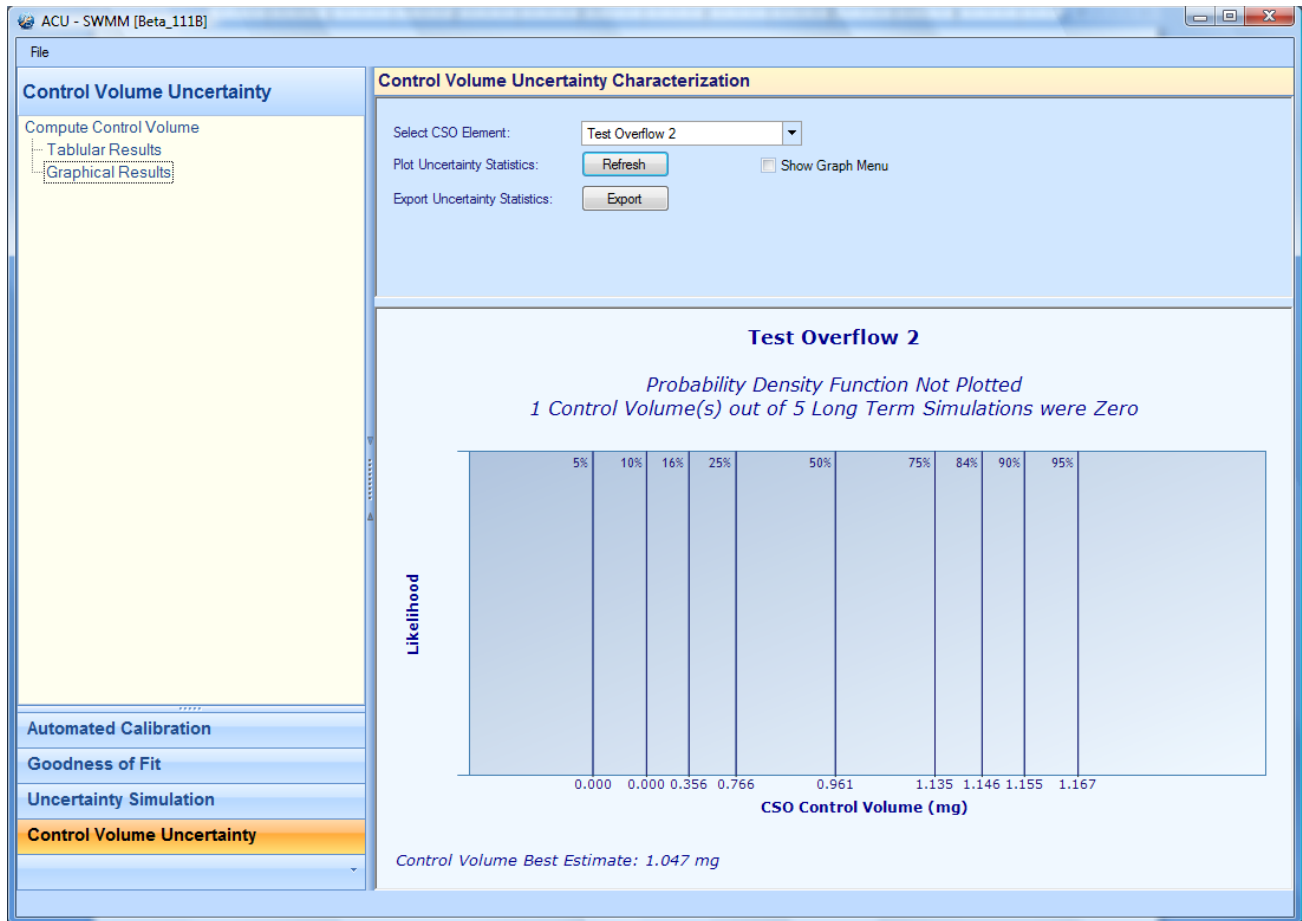 ACU - SWMM [Beta_111B]
File
Control Volume Uncertainty
Compute Control Volume
Tablular Results
Graphical Results
Automated Calibration
Goodness of Fit
Uncertainty Simulation
Control Volume Uncertainty
Control Volume Uncertainty Characterization
Select CSO Element: Test Overflow 2
Plot Uncertainty Statistics: Refresh Show Graph Menu
Export Uncertainty Statistics: Export
Test Overflow 2
Probability Density Function Not Plotted
1 Control Volume(s) out of 5 Long Term Simulations were Zero
5% 10% 16% 25% 50% 75% 84% 90% 95%
Likelihood
0.000 0.000 0.356 0.766 0.961 1.135 1.146 1.155 1.167
CSO Control Volume (mg)
Control Volume Best Estimate: 1.047 mg